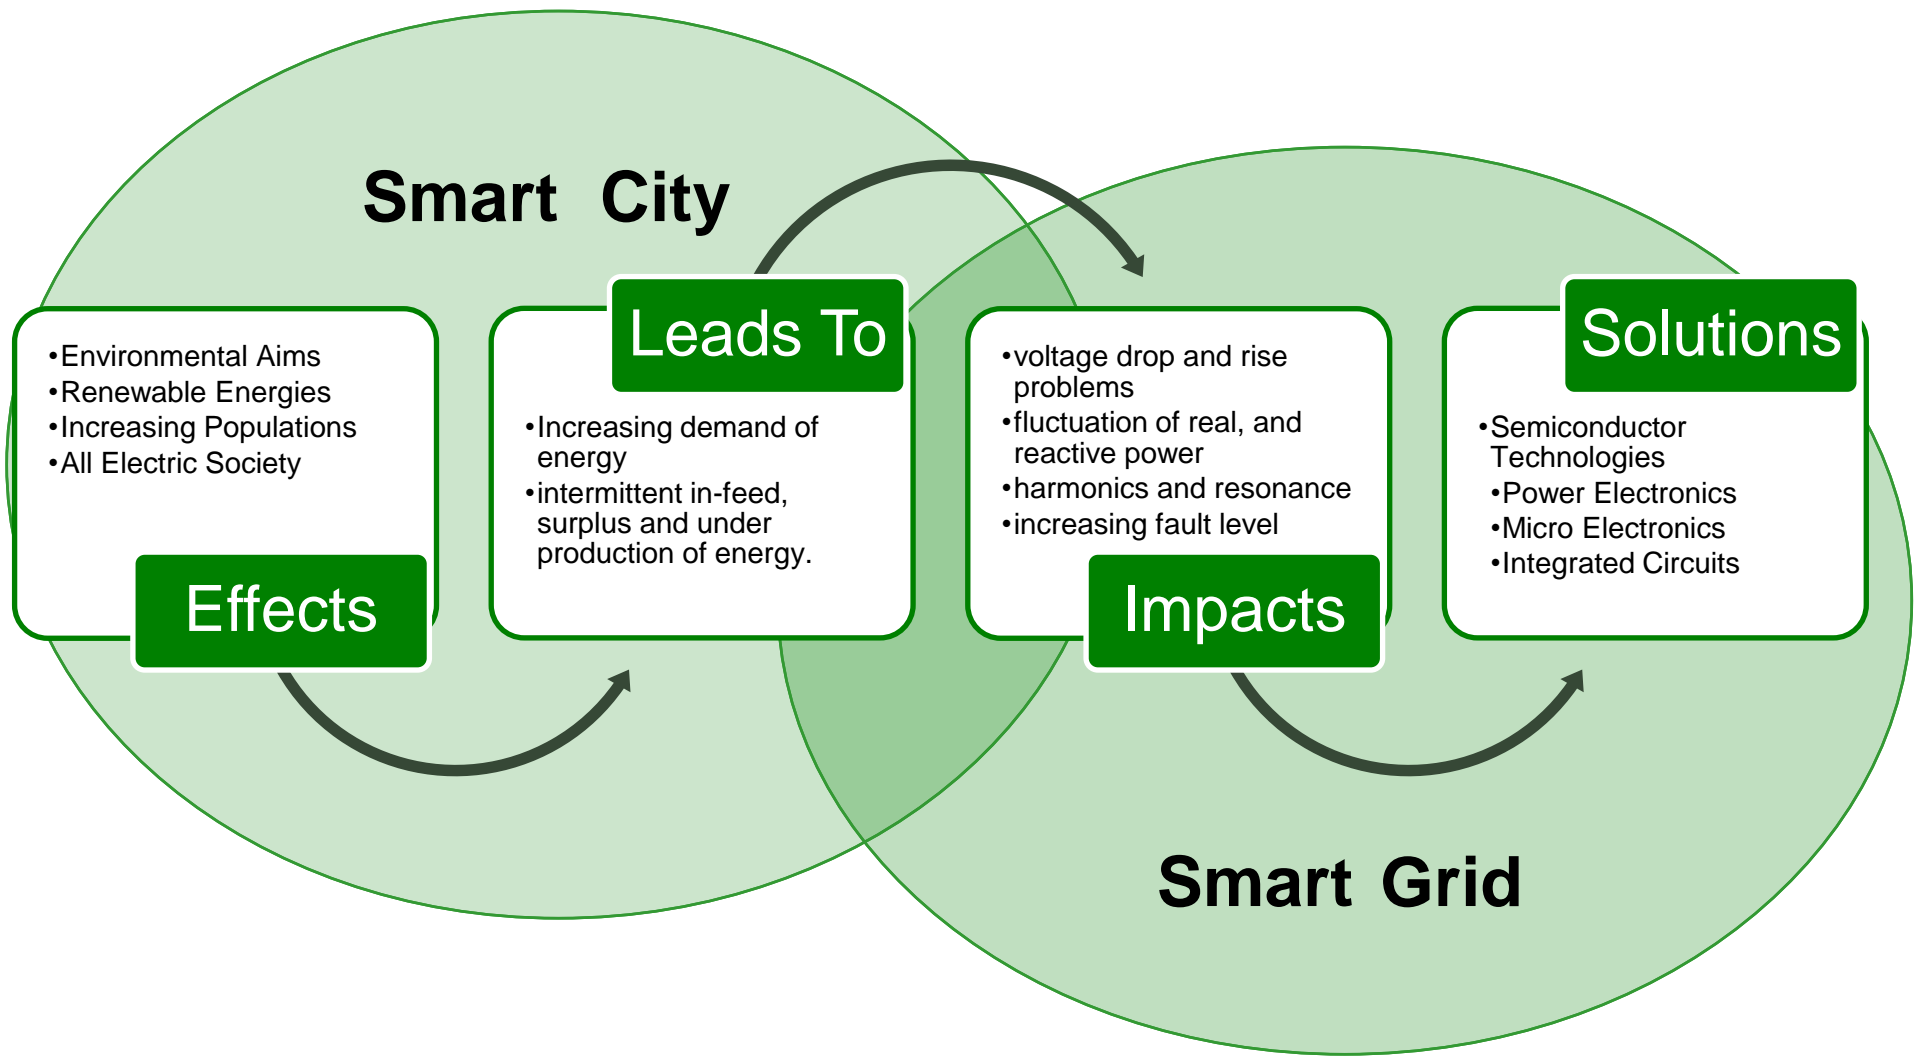 Smart City
•Environmental Aims
•Renewable Energies
•Increasing Populations
•All Electric Society
Effects
Leads To
•Increasing demand of
energy
•intermittent in-feed,
surplus and under
production of energy.
•voltage drop and rise
problems
•fluctuation of real, and
reactive power
•harmonics and resonance
•increasing fault level
Impacts
Solutions
•Semiconductor
Technologies
•Power Electronics
•Micro Electronics
•Integrated Circuits
Smart Grid